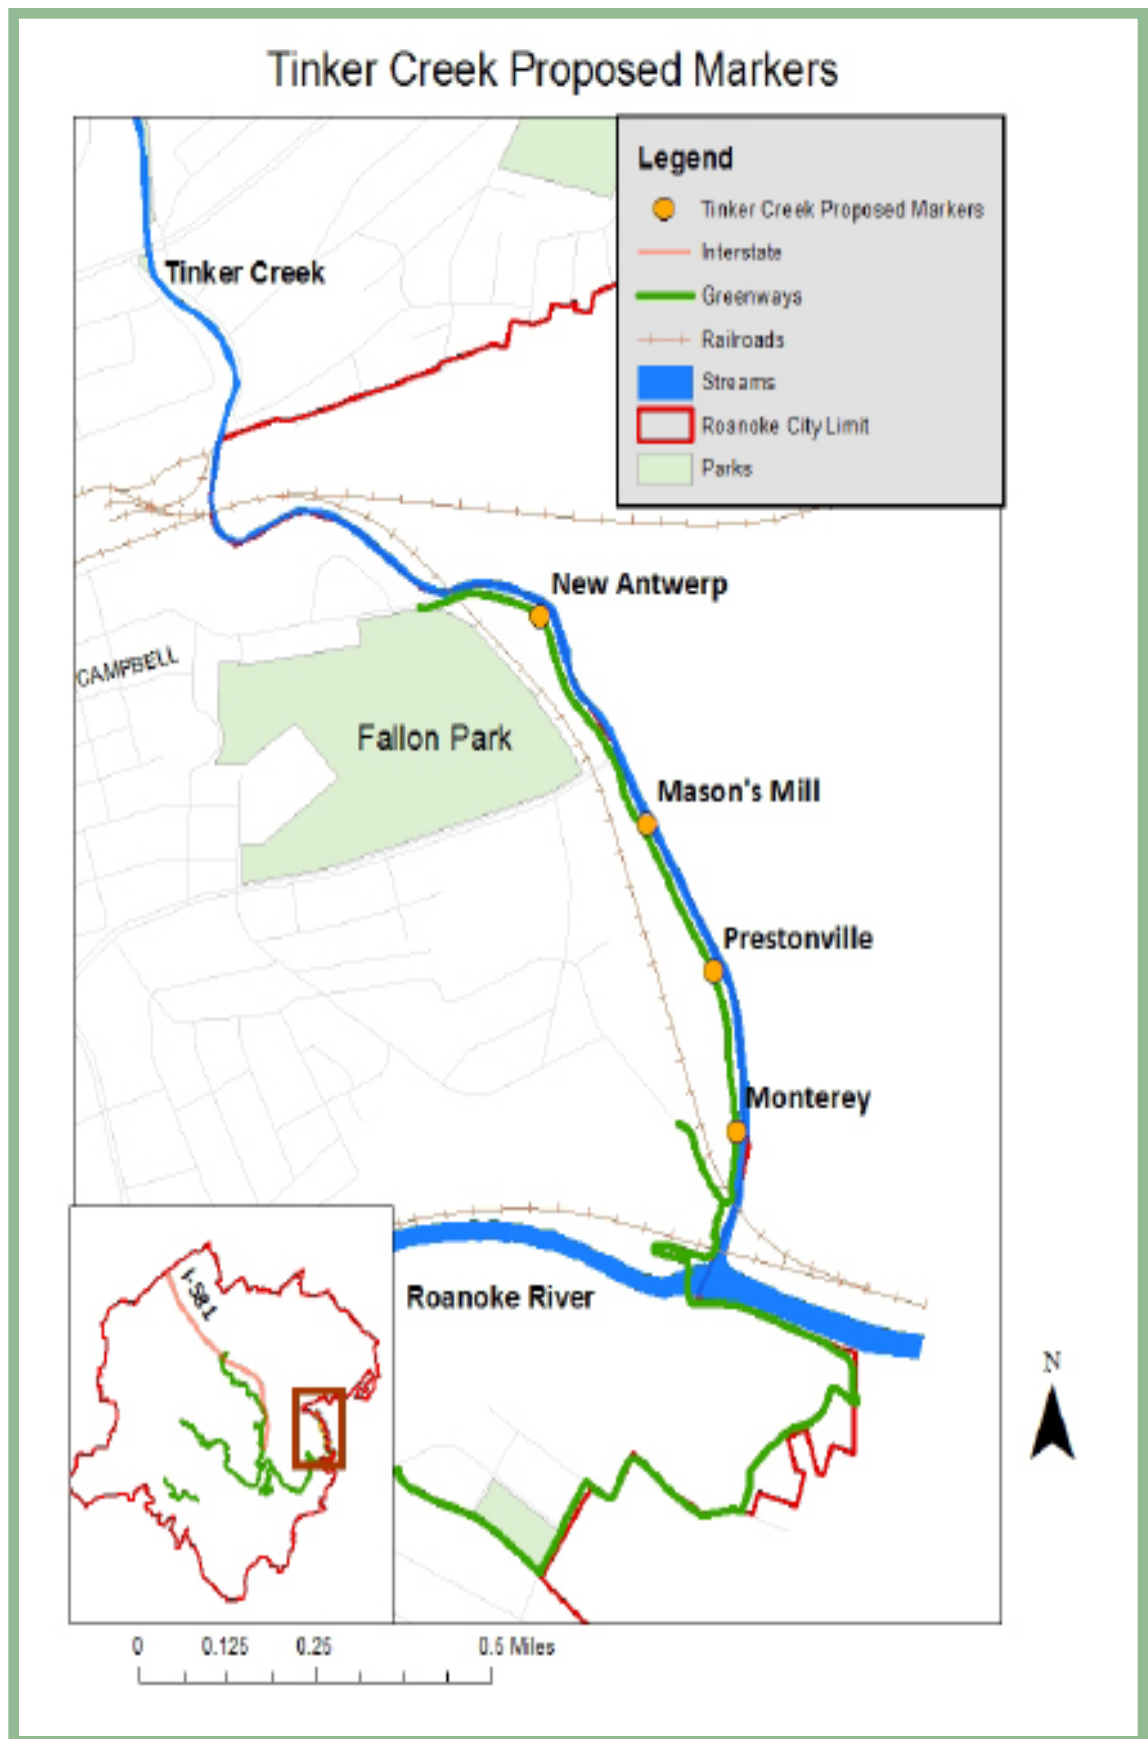 Tinker Creek Proposed Markers
Legend
Tinker Creek Proposed Markers
Interstate
Greenways
Railroads
Streams
Roanoke City Limit
Parks
Tinker Creek
New Antwerp
CAMPBELL
Fallon Park
Mason's Mill
Prestonville
Monterey
I-581
Roanoke River
N
0 0.125 0.25 0.5 Miles